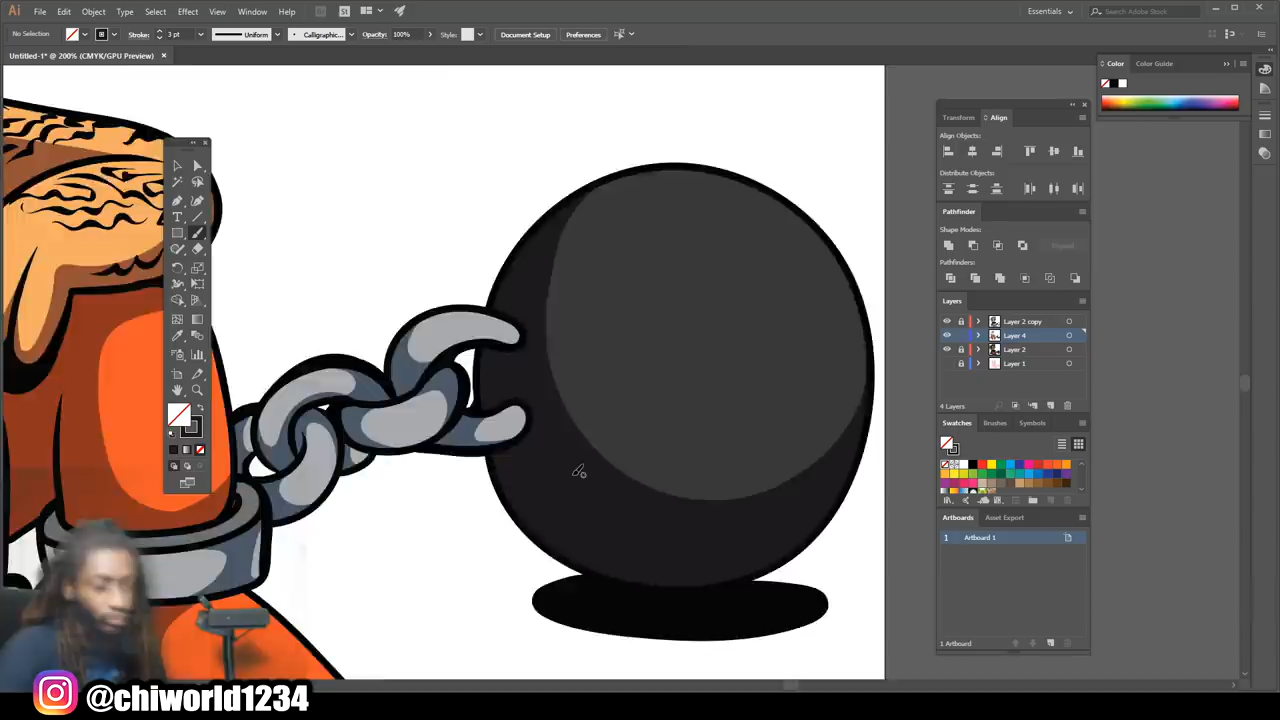 Ai File Edit Object Type Select Effect View Window Help Br St Essentials Search Adobe Stock
No Selection Stroke: 3 pt Uniform Calligraphic... Opacity: 100% Style: Document Setup Preferences
Untitled-1* @ 200% (CMYK/GPU Preview)
Color Color Guide
Transform Align
Align Objects:
Distribute Objects:
Pathfinder
Shape Modes:
Expand
Pathfinders:
Layers
Layer 2 copy
Layer 4
Layer 2
Layer 1
4 Layers
Swatches Brushes Symbols
Artboards Asset Export
1 Artboard 1
1 Artboard
@chiworld1234